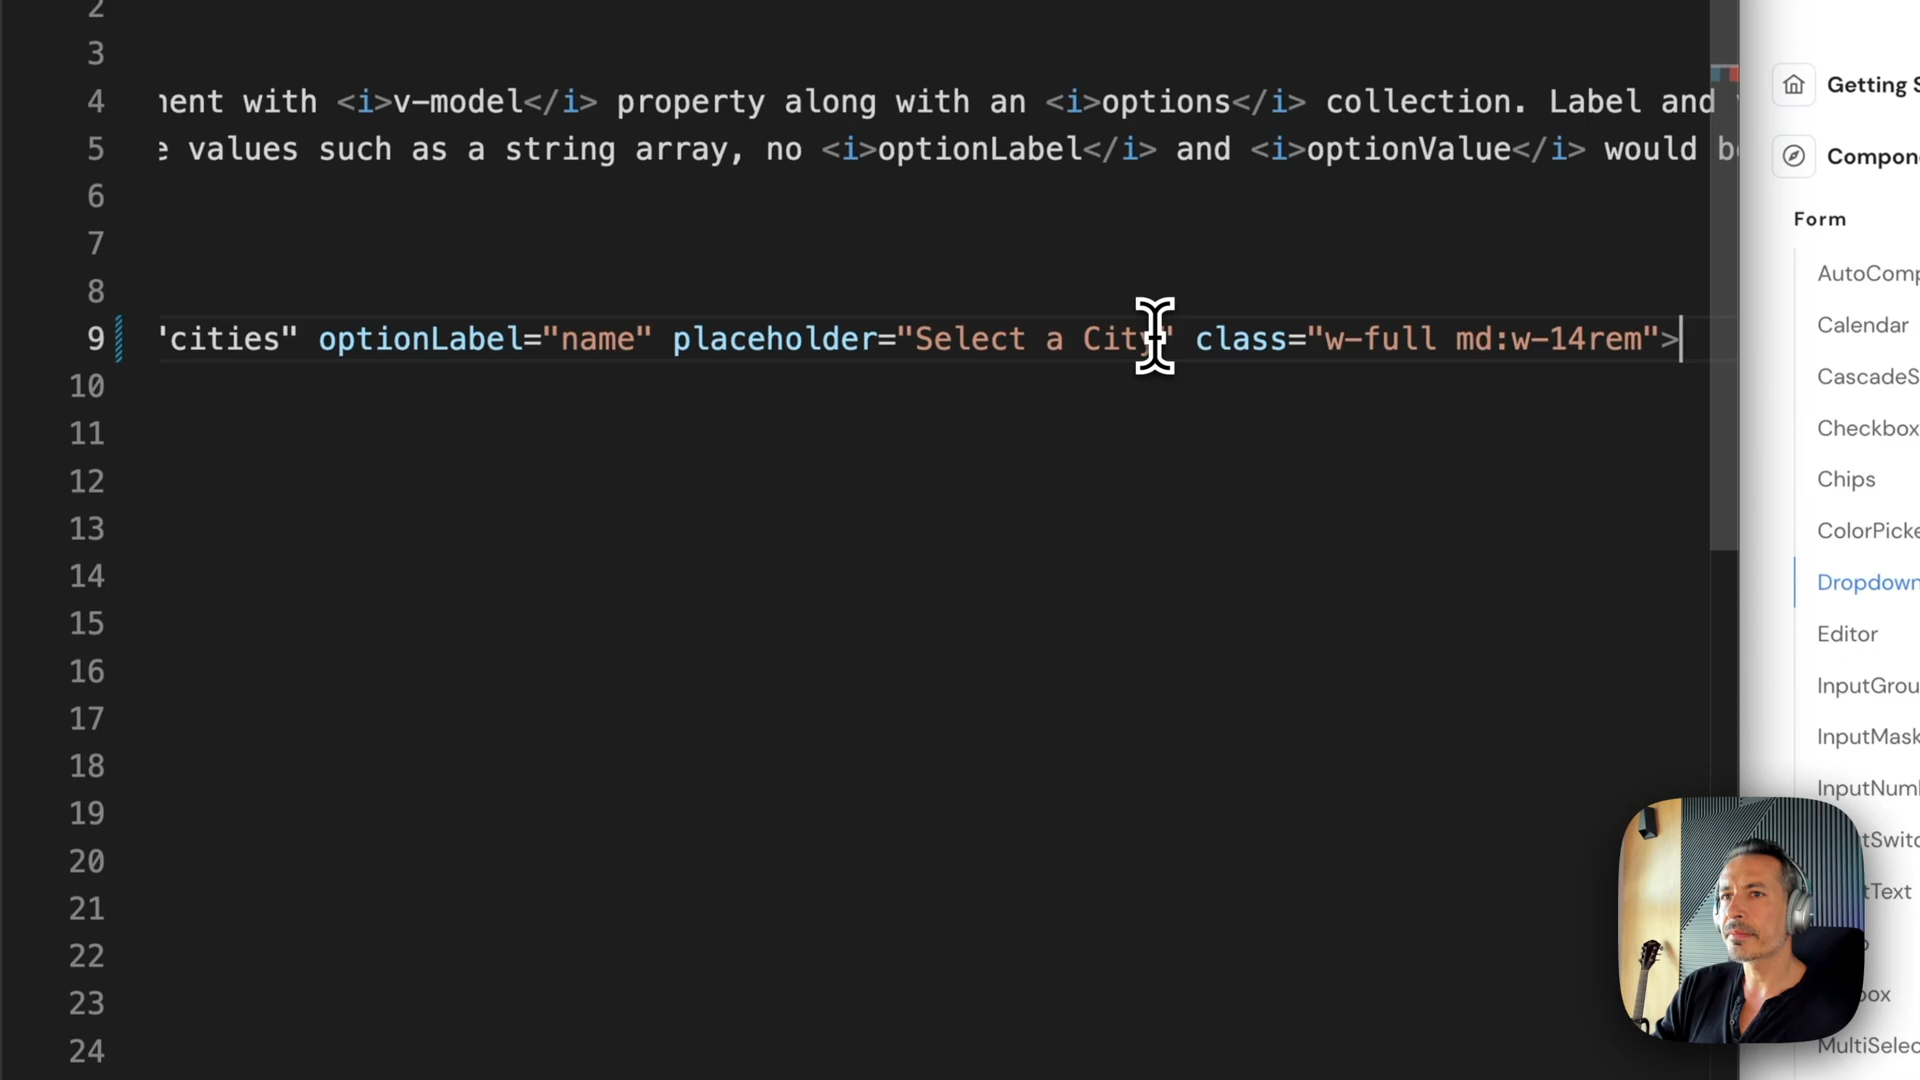 2
3
4 nent with <i>v-model</i> property along with an <i>options</i> collection. Label and
5 e values such as a string array, no <i>optionLabel</i> and <i>optionValue</i> would
6
7
8
9 "cities" optionLabel="name" placeholder="Select a City" class="w-full md:w-14rem">
10
11
12
13
14
15
16
17
18
19
20
21
22
23
24
Getting S
Compon
Form
AutoComp
Calendar
CascadeS
Checkbox
Chips
ColorPicke
Dropdown
Editor
InputGrou
InputMask
InputNum
tSwitc
tText
box
MultiSelec